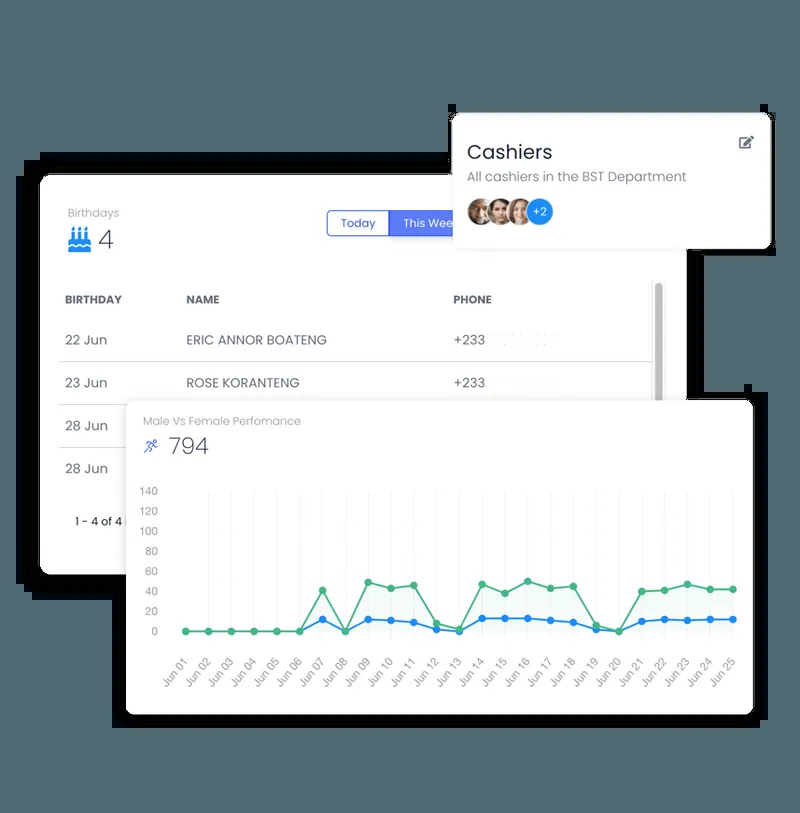 Cashiers
All cashiers in the BST Department
+2
Birthdays
4
Today This Wee
BIRTHDAY NAME PHONE
22 Jun ERIC ANNOR BOATENG +233
23 Jun ROSE KORANTENG +233
28 Jun
28 Jun
1 - 4 of 4
Male Vs Female Perfomance
794
140
120
100
80
60
40
20
0
Jun 01 Jun 02 Jun 03 Jun 04 Jun 05 Jun 06 Jun 07 Jun 08 Jun 09 Jun 10 Jun 11 Jun 12 Jun 13 Jun 14 Jun 15 Jun 16 Jun 17 Jun 18 Jun 19 Jun 20 Jun 21 Jun 22 Jun 23 Jun 24 Jun 25